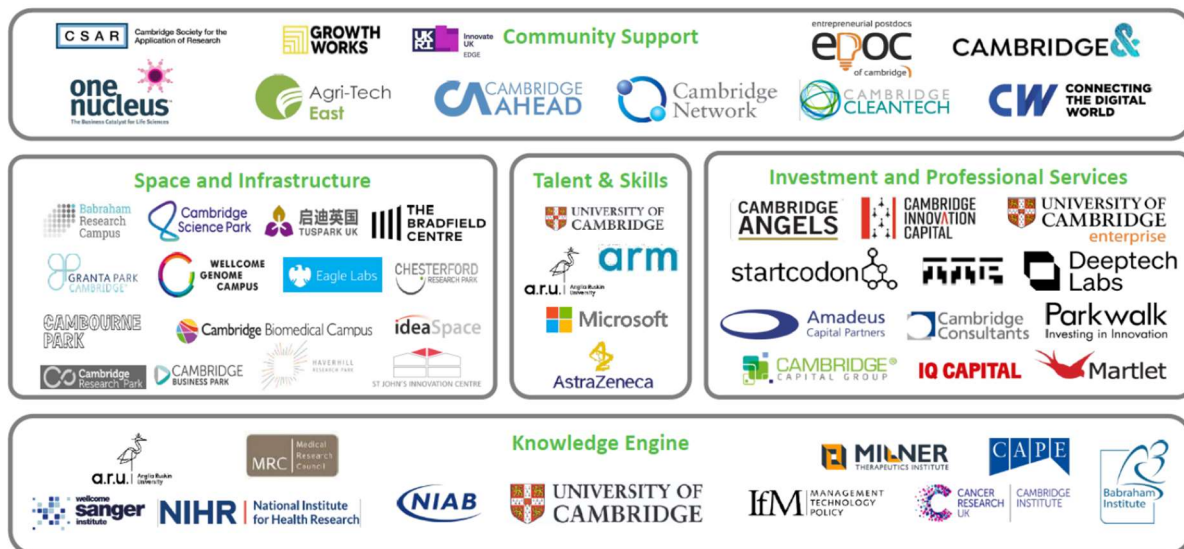 CSAR
Cambridge Society for the
Application of Research
GROWTH
WORKS
UK
RI
Innovate
UK
EDGE
Community Support
entrepreneurial postdocs
epoc
of cambridge
CAMBRIDGE&
one
nucleus
The Business Catalyst for Life Sciences
Agri-Tech
East
CA CAMBRIDGE
AHEAD
Cambridge
Network
CAMBRIDGE
CLEANTECH
CW
CONNECTING
THE DIGITAL
WORLD
Space and Infrastructure
Babraham
Research
Campus
Cambridge
Science Park
启迪英国
TUSPARK UK
THE
BRADFIELD
CENTRE
GRANTA PARK
CAMBRIDGE
WELLCOME
GENOME
CAMPUS
Eagle Labs
CHESTERFORD
RESEARCH PARK
CAMBOURNE
PARK
Cambridge Biomedical Campus
ideaSpace
Cambridge
Research Park
CAMBRIDGE
BUSINESS PARK
HAVERHILL
RESEARCH PARK
ST JOHN'S INNOVATION CENTRE
Talent & Skills
UNIVERSITY OF
CAMBRIDGE
arm
a.r.u.
Anglia Ruskin
University
Microsoft
AstraZeneca
Investment and Professional Services
CAMBRIDGE
ANGELS
CAMBRIDGE
INNOVATION
CAPITAL
UNIVERSITY OF
CAMBRIDGE
enterprise
startcodon
Deeptech
Labs
Amadeus
Capital Partners
Cambridge
Consultants
Parkwalk
Investing in Innovation
CAMBRIDGE®
CAPITAL GROUP
IQ CAPITAL
Martlet
Knowledge Engine
a.r.u.
Anglia Ruskin
University
MRC
Medical
Research
Council
MILNER
THERAPEUTICS INSTITUTE
CAPE
wellcome
sanger
institute
NIHR
National Institute
for Health Research
NIAB
UNIVERSITY OF
CAMBRIDGE
IfM
MANAGEMENT
TECHNOLOGY
POLICY
CANCER
RESEARCH
UK
CAMBRIDGE
INSTITUTE
Babraham
Institute